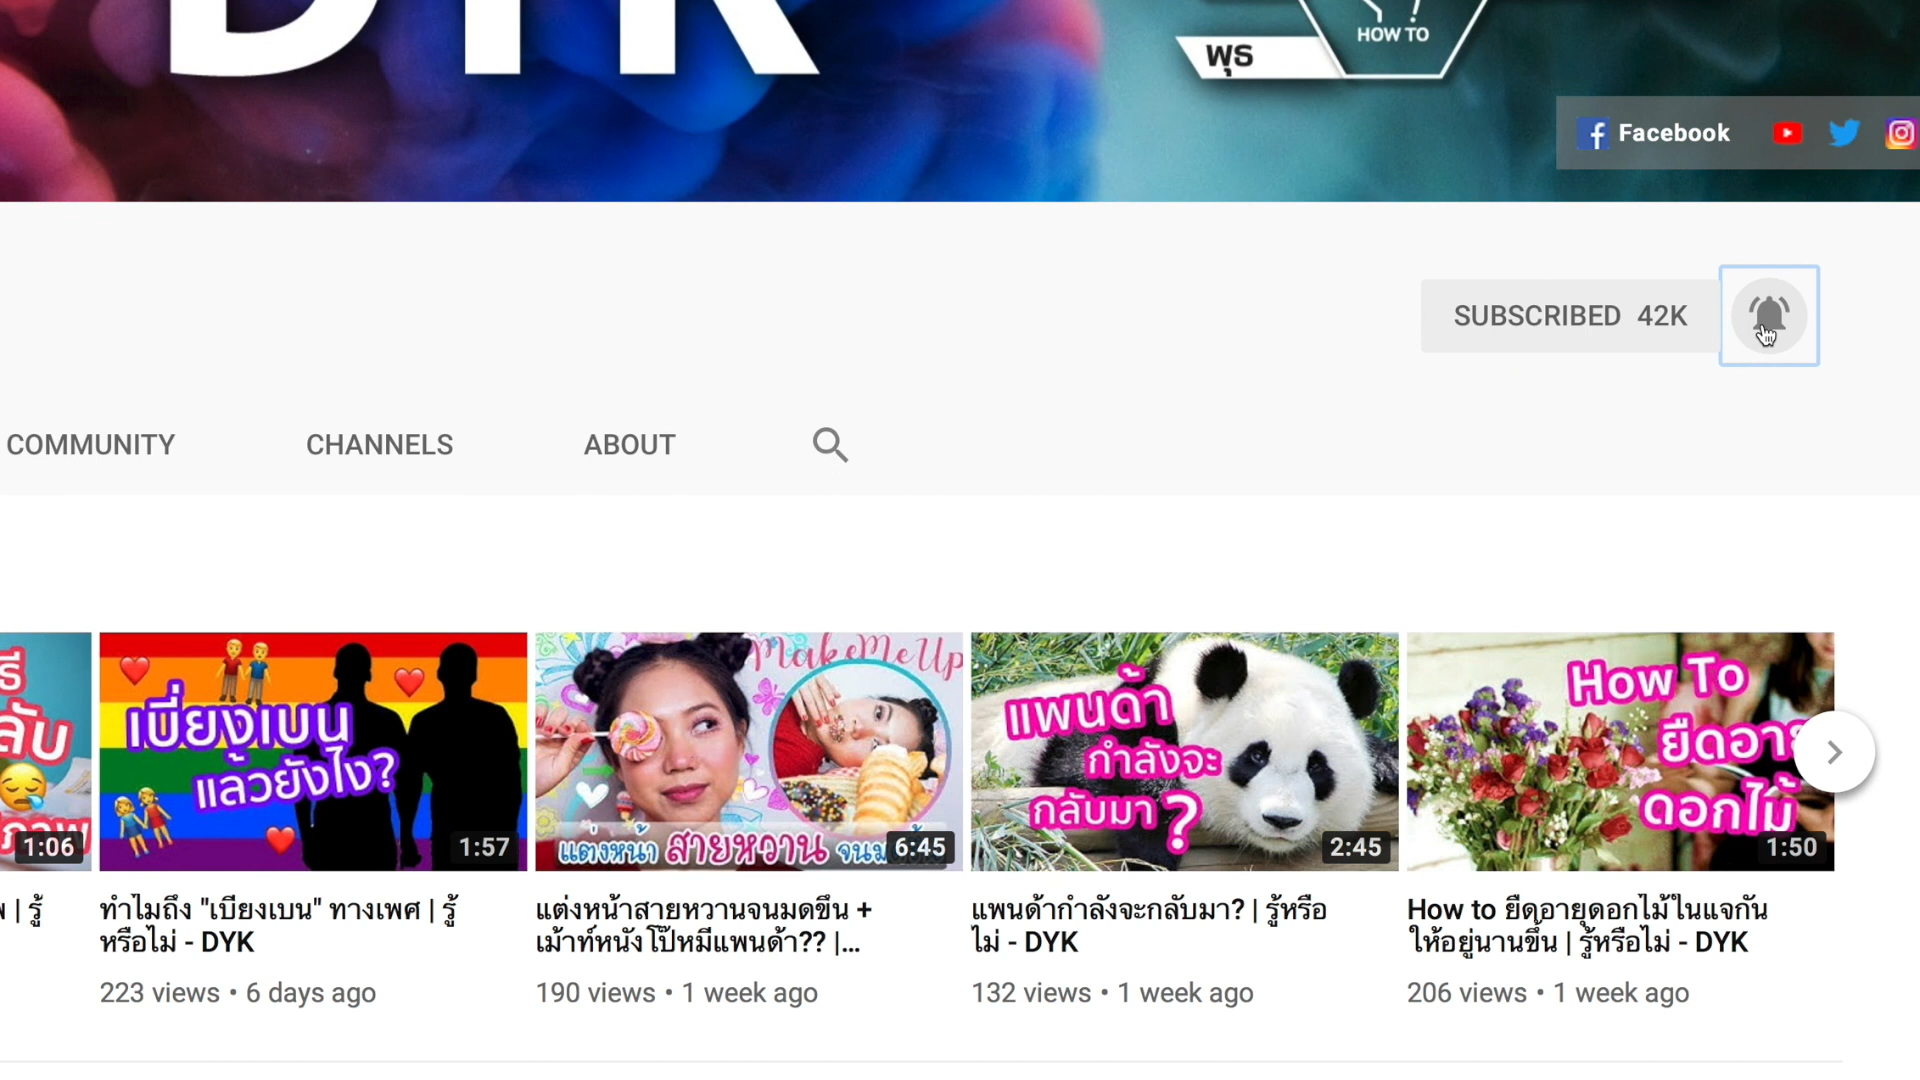 DYK
HOW TO
พุธ
Facebook
SUBSCRIBED 42K
COMMUNITY
CHANNELS
ABOUT
1:06
เบี่ยงเบน
แล้วยังไง?
1:57
MakeMeUp
แต่งหน้า สายหวาน
6:45
แพนด้า
กำลังจะ
กลับมา?
2:45
How To
ดอกไม้
1:50
| รู้
ทำไมถึง "เบี่ยงเบน" ทางเพศ | รู้
หรือไม่ - DYK
223 views • 6 days ago
แต่งหน้าสายหวานจนมดขึ้น +
เม้าท์หนังโป๊หมีแพนด้า?? |...
190 views • 1 week ago
แพนด้ากำลังจะกลับมา? | รู้หรือ
ไม่ - DYK
132 views • 1 week ago
How to ยืดอายุดอกไม้ในแจกัน
ให้อยู่นานขึ้น | รู้หรือไม่ - DYK
206 views • 1 week ago